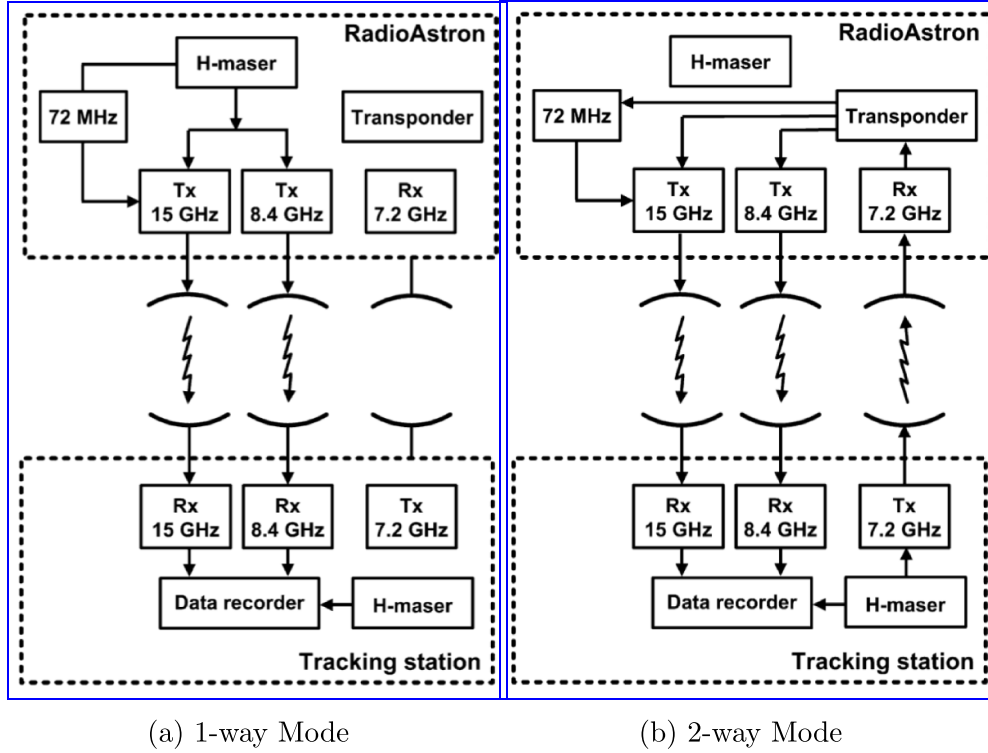 RadioAstron
H-maser
72 MHz
Transponder
Tx
15 GHz
Tx
8.4 GHz
Rx
7.2 GHz
Rx
15 GHz
Rx
8.4 GHz
Tx
7.2 GHz
Data recorder
H-maser
Tracking station
(a) 1-way Mode
RadioAstron
H-maser
72 MHz
Transponder
Tx
15 GHz
Tx
8.4 GHz
Rx
7.2 GHz
Rx
15 GHz
Rx
8.4 GHz
Tx
7.2 GHz
Data recorder
H-maser
Tracking station
(b) 2-way Mode